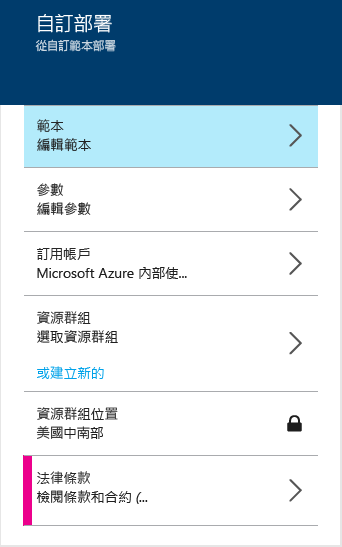 自訂部署
從自訂範本部署
範本
編輯範本
參數
編輯參數
訂用帳戶
Microsoft Azure 內部使...
資源群組
選取資源群組
或建立新的
資源群組位置
美國中南部
法律條款
檢閱條款和合約 (...